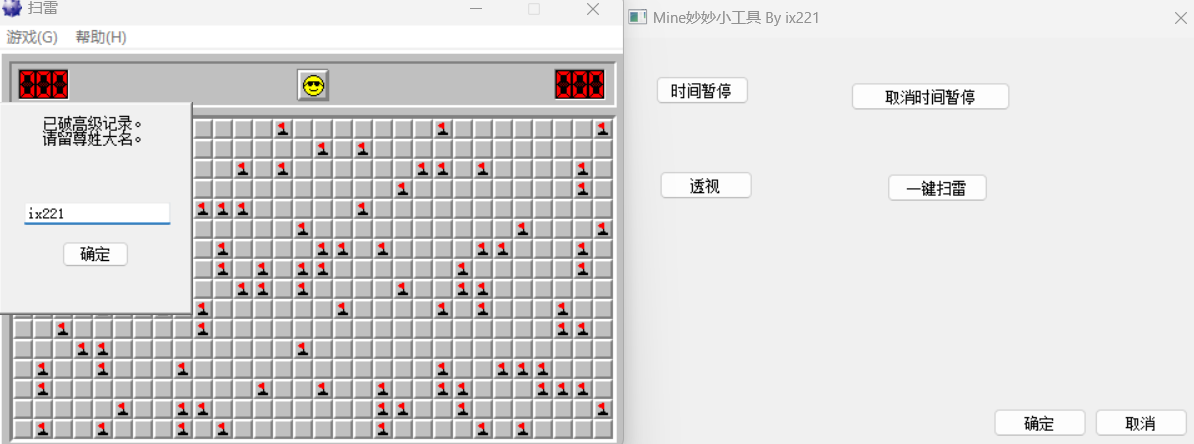 扫雷
游戏(G) 帮助(H)
已破高级记录。
请留尊姓大名。
ix221
确定
Mine妙妙小工具 By ix221
时间暂停
取消时间暂停
透视
一键扫雷
确定
取消